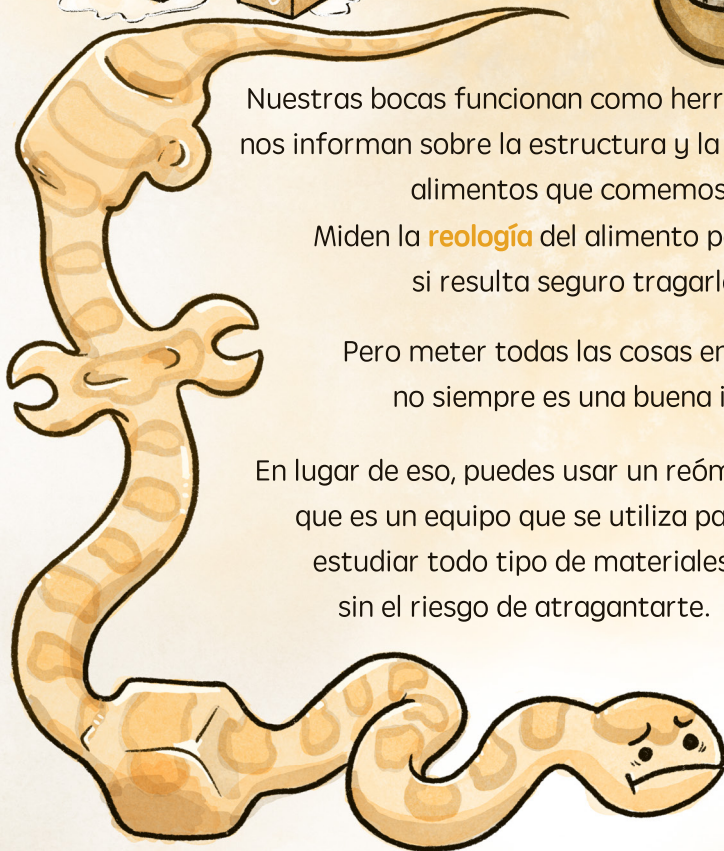 Nuestras bocas funcionan como herr
nos informan sobre la estructura y la
alimentos que comemos
Miden la reología del alimento p
si resulta seguro tragarl
Pero meter todas las cosas en
no siempre es una buena i
En lugar de eso, puedes usar un reóm
que es un equipo que se utiliza pa
estudiar todo tipo de materiales
sin el riesgo de atragantarte.